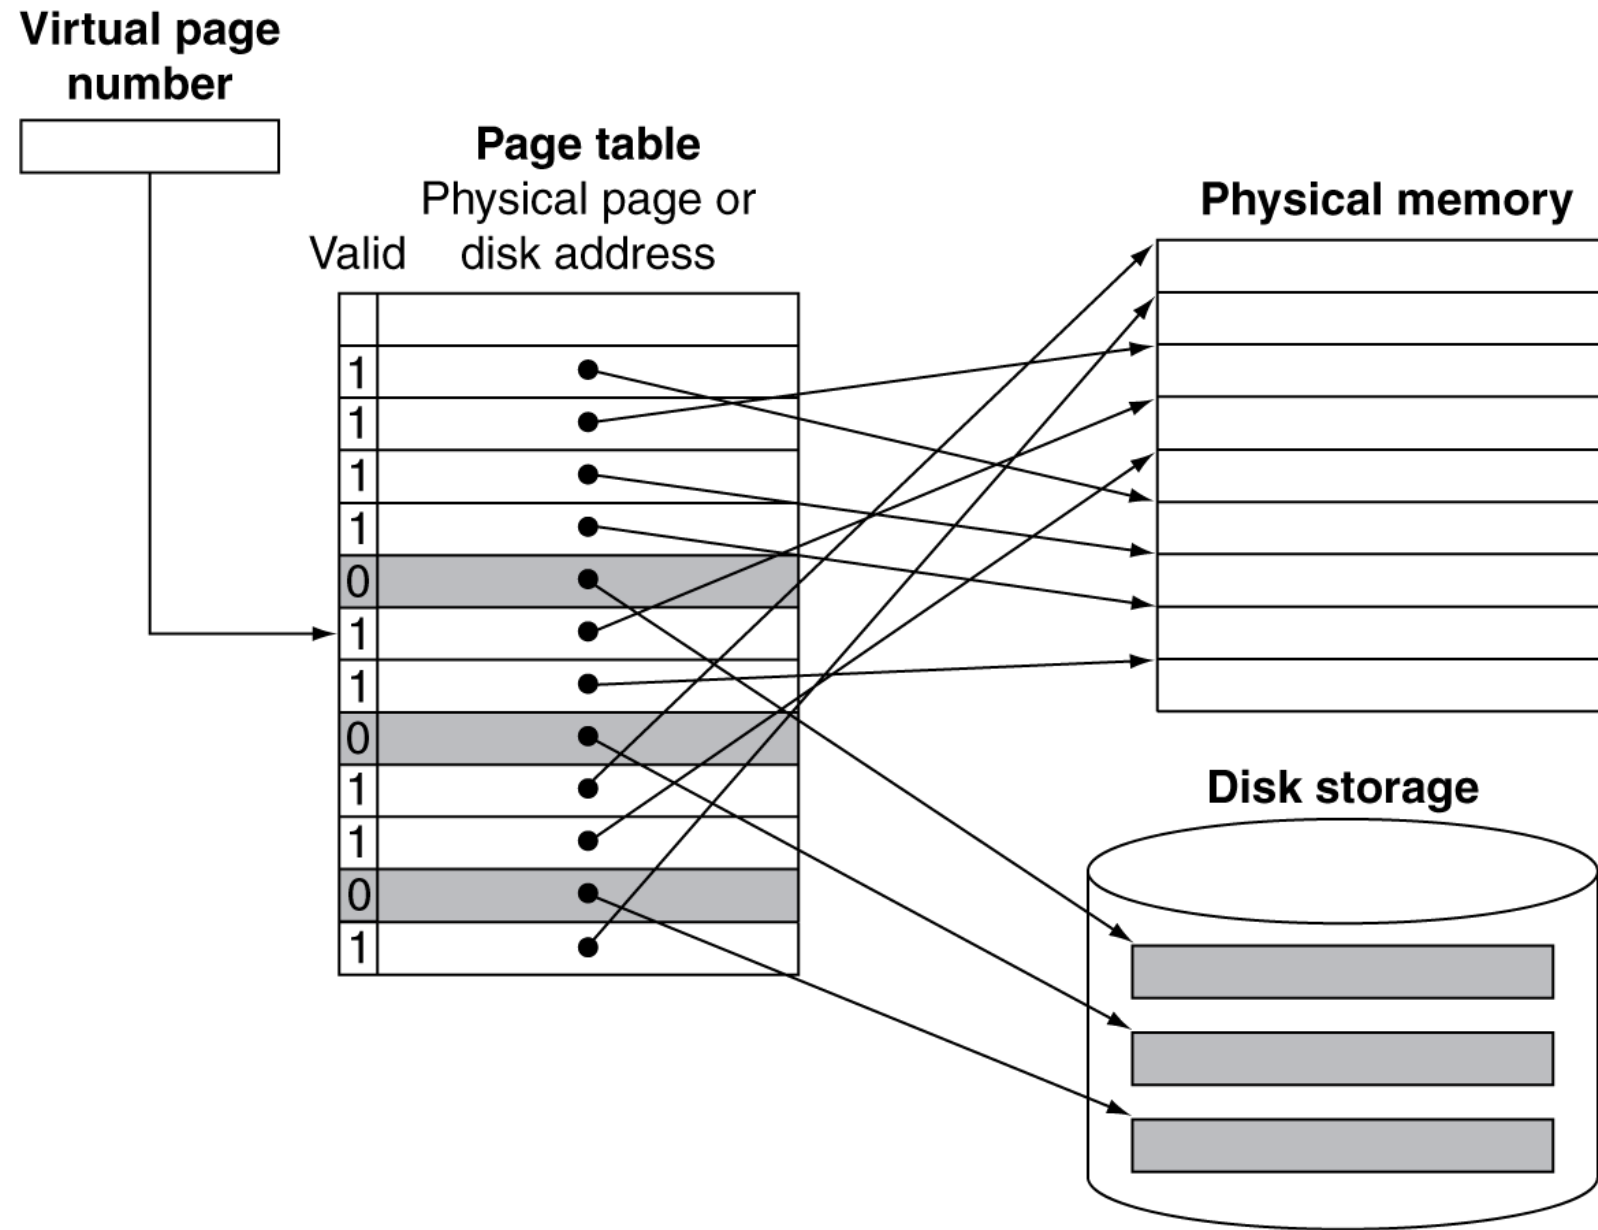 Virtual page
number
Page table
Physical page or
Valid disk address
Physical memory
1
1
1
1
0
1
1
0
1
1
0
1
Disk storage